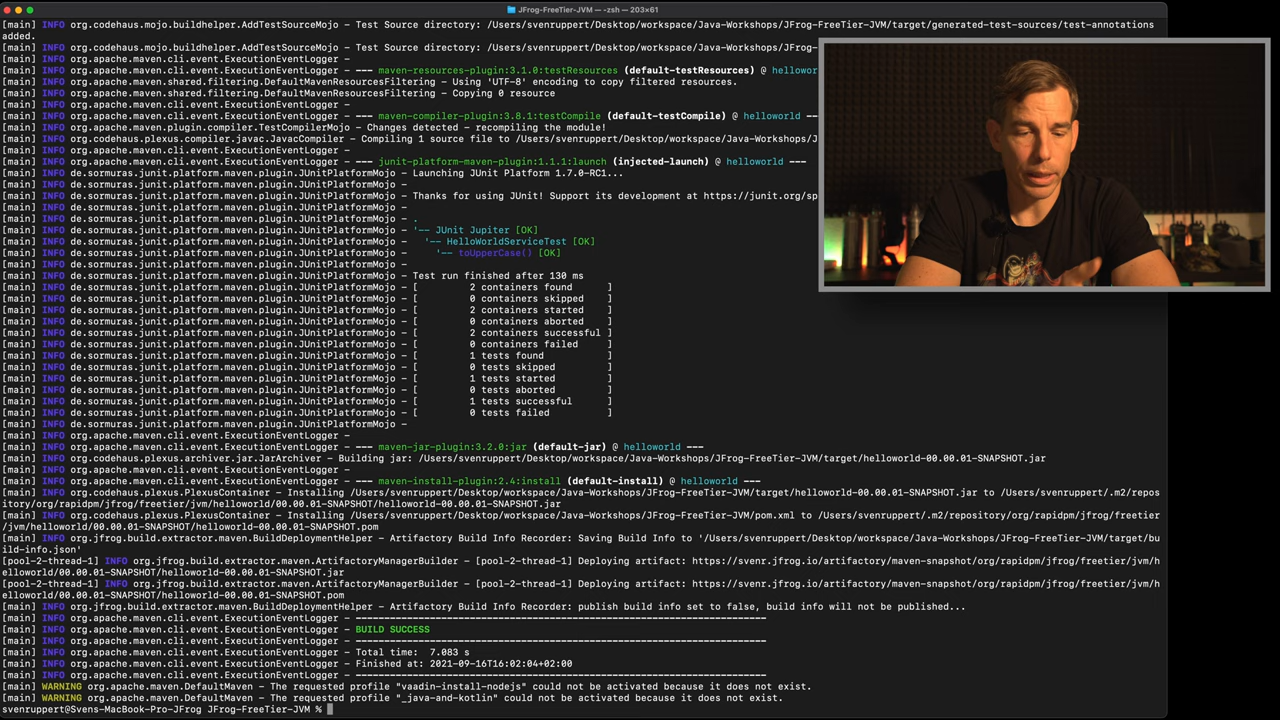 JFrog-FreeTier-JVM — -zsh — 203×61
[main] INFO org.codehaus.mojo.buildhelper.AddTestSourceMojo - Test Source directory: /Users/svenruppert/Desktop/workspace/Java-Workshops/JFrog-FreeTier-JVM/target/generated-test-sources/test-annotations
added.
[main] INFO org.codehaus.mojo.buildhelper.AddTestSourceMojo - Test Source directory: /Users/svenruppert/Desktop/workspace/Java-Workshops/JFrog-
[main] INFO org.apache.maven.cli.event.ExecutionEventLogger -
[main] INFO org.apache.maven.cli.event.ExecutionEventLogger - --- maven-resources-plugin:3.1.0:testResources (default-testResources) @ hellowor
[main] INFO org.apache.maven.shared.filtering.DefaultMavenResourcesFiltering - Using 'UTF-8' encoding to copy filtered resources.
[main] INFO org.apache.maven.shared.filtering.DefaultMavenResourcesFiltering - Copying 0 resource
[main] INFO org.apache.maven.cli.event.ExecutionEventLogger -
[main] INFO org.apache.maven.cli.event.ExecutionEventLogger - --- maven-compiler-plugin:3.8.1:testCompile (default-testCompile) @ helloworld --
[main] INFO org.apache.maven.plugin.compiler.TestCompilerMojo - Changes detected - recompiling the module!
[main] INFO org.codehaus.plexus.compiler.javac.JavacCompiler - Compiling 1 source file to /Users/svenruppert/Desktop/workspace/Java-Workshops/J
[main] INFO org.apache.maven.cli.event.ExecutionEventLogger -
[main] INFO org.apache.maven.cli.event.ExecutionEventLogger - --- junit-platform-maven-plugin:1.1.1:launch (injected-launch) @ helloworld ---
[main] INFO de.sormuras.junit.platform.maven.plugin.JUnitPlatformMojo - Launching JUnit Platform 1.7.0-RC1...
[main] INFO de.sormuras.junit.platform.maven.plugin.JUnitPlatformMojo -
[main] INFO de.sormuras.junit.platform.maven.plugin.JUnitPlatformMojo - Thanks for using JUnit! Support its development at https://junit.org/sp
[main] INFO de.sormuras.junit.platform.maven.plugin.JUnitPlatformMojo -
[main] INFO de.sormuras.junit.platform.maven.plugin.JUnitPlatformMojo - .
[main] INFO de.sormuras.junit.platform.maven.plugin.JUnitPlatformMojo - '-- JUnit Jupiter [OK]
[main] INFO de.sormuras.junit.platform.maven.plugin.JUnitPlatformMojo -   '-- HelloWorldServiceTest [OK]
[main] INFO de.sormuras.junit.platform.maven.plugin.JUnitPlatformMojo -     '-- toUpperCase() [OK]
[main] INFO de.sormuras.junit.platform.maven.plugin.JUnitPlatformMojo -
[main] INFO de.sormuras.junit.platform.maven.plugin.JUnitPlatformMojo - Test run finished after 130 ms
[main] INFO de.sormuras.junit.platform.maven.plugin.JUnitPlatformMojo - [         2 containers found      ]
[main] INFO de.sormuras.junit.platform.maven.plugin.JUnitPlatformMojo - [         0 containers skipped    ]
[main] INFO de.sormuras.junit.platform.maven.plugin.JUnitPlatformMojo - [         2 containers started    ]
[main] INFO de.sormuras.junit.platform.maven.plugin.JUnitPlatformMojo - [         0 containers aborted    ]
[main] INFO de.sormuras.junit.platform.maven.plugin.JUnitPlatformMojo - [         2 containers successful ]
[main] INFO de.sormuras.junit.platform.maven.plugin.JUnitPlatformMojo - [         0 containers failed     ]
[main] INFO de.sormuras.junit.platform.maven.plugin.JUnitPlatformMojo - [         1 tests found           ]
[main] INFO de.sormuras.junit.platform.maven.plugin.JUnitPlatformMojo - [         0 tests skipped         ]
[main] INFO de.sormuras.junit.platform.maven.plugin.JUnitPlatformMojo - [         1 tests started         ]
[main] INFO de.sormuras.junit.platform.maven.plugin.JUnitPlatformMojo - [         0 tests aborted         ]
[main] INFO de.sormuras.junit.platform.maven.plugin.JUnitPlatformMojo - [         1 tests successful      ]
[main] INFO de.sormuras.junit.platform.maven.plugin.JUnitPlatformMojo - [         0 tests failed          ]
[main] INFO de.sormuras.junit.platform.maven.plugin.JUnitPlatformMojo -
[main] INFO org.apache.maven.cli.event.ExecutionEventLogger -
[main] INFO org.apache.maven.cli.event.ExecutionEventLogger - --- maven-jar-plugin:3.2.0:jar (default-jar) @ helloworld ---
[main] INFO org.codehaus.plexus.archiver.jar.JarArchiver - Building jar: /Users/svenruppert/Desktop/workspace/Java-Workshops/JFrog-FreeTier-JVM/target/helloworld-00.00.01-SNAPSHOT.jar
[main] INFO org.apache.maven.cli.event.ExecutionEventLogger -
[main] INFO org.apache.maven.cli.event.ExecutionEventLogger - --- maven-install-plugin:2.4:install (default-install) @ helloworld ---
[main] INFO org.codehaus.plexus.PlexusContainer - Installing /Users/svenruppert/Desktop/workspace/Java-Workshops/JFrog-FreeTier-JVM/target/helloworld-00.00.01-SNAPSHOT.jar to /Users/svenruppert/.m2/repos
itory/org/rapidpm/jfrog/freetier/jvm/helloworld/00.00.01-SNAPSHOT/helloworld-00.00.01-SNAPSHOT.jar
[main] INFO org.codehaus.plexus.PlexusContainer - Installing /Users/svenruppert/Desktop/workspace/Java-Workshops/JFrog-FreeTier-JVM/pom.xml to /Users/svenruppert/.m2/repository/org/rapidpm/jfrog/freetier
/jvm/helloworld/00.00.01-SNAPSHOT/helloworld-00.00.01-SNAPSHOT.pom
[main] INFO org.jfrog.build.extractor.maven.BuildDeploymentHelper - Artifactory Build Info Recorder: Saving Build Info to '/Users/svenruppert/Desktop/workspace/Java-Workshops/JFrog-FreeTier-JVM/target/bu
ild-info.json'
[pool-2-thread-1] INFO org.jfrog.build.extractor.maven.ArtifactoryManagerBuilder - [pool-2-thread-1] Deploying artifact: https://svenr.jfrog.io/artifactory/maven-snapshot/org/rapidpm/jfrog/freetier/jvm/h
elloworld/00.00.01-SNAPSHOT/helloworld-00.00.01-SNAPSHOT.jar
[pool-2-thread-1] INFO org.jfrog.build.extractor.maven.ArtifactoryManagerBuilder - [pool-2-thread-1] Deploying artifact: https://svenr.jfrog.io/artifactory/maven-snapshot/org/rapidpm/jfrog/freetier/jvm/h
elloworld/00.00.01-SNAPSHOT/helloworld-00.00.01-SNAPSHOT.pom
[main] INFO org.jfrog.build.extractor.maven.BuildDeploymentHelper - Artifactory Build Info Recorder: publish build info set to false, build info will not be published...
[main] INFO org.apache.maven.cli.event.ExecutionEventLogger - ------------------------------------------------------------------------
[main] INFO org.apache.maven.cli.event.ExecutionEventLogger - BUILD SUCCESS
[main] INFO org.apache.maven.cli.event.ExecutionEventLogger - ------------------------------------------------------------------------
[main] INFO org.apache.maven.cli.event.ExecutionEventLogger - Total time:  7.083 s
[main] INFO org.apache.maven.cli.event.ExecutionEventLogger - Finished at: 2021-09-16T16:02:04+02:00
[main] INFO org.apache.maven.cli.event.ExecutionEventLogger - ------------------------------------------------------------------------
[main] WARNING org.apache.maven.DefaultMaven - The requested profile "vaadin-install-nodejs" could not be activated because it does not exist.
[main] WARNING org.apache.maven.DefaultMaven - The requested profile "_java-and-kotlin" could not be activated because it does not exist.
svenruppert@Svens-MacBook-Pro-JFrog JFrog-FreeTier-JVM %